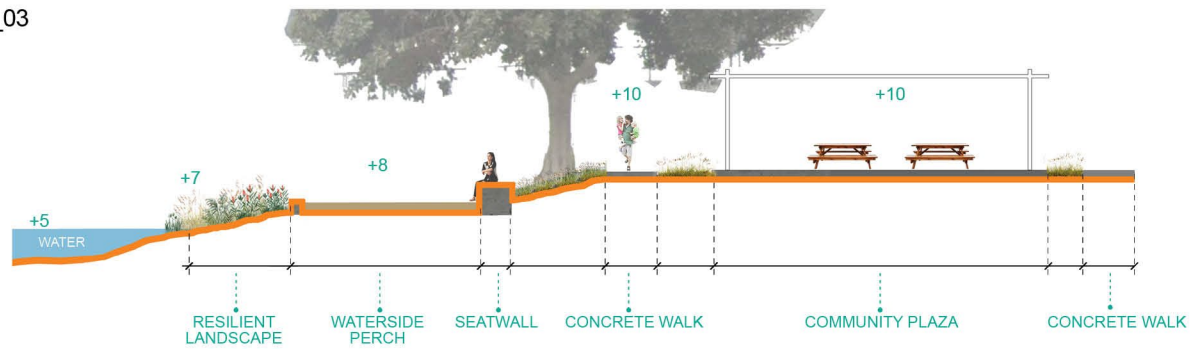 _03
+10
+10
+8
+7
+5
WATER
RESILIENT
LANDSCAPE
WATERSIDE
PERCH
SEATWALL
CONCRETE WALK
COMMUNITY PLAZA
CONCRETE WALK